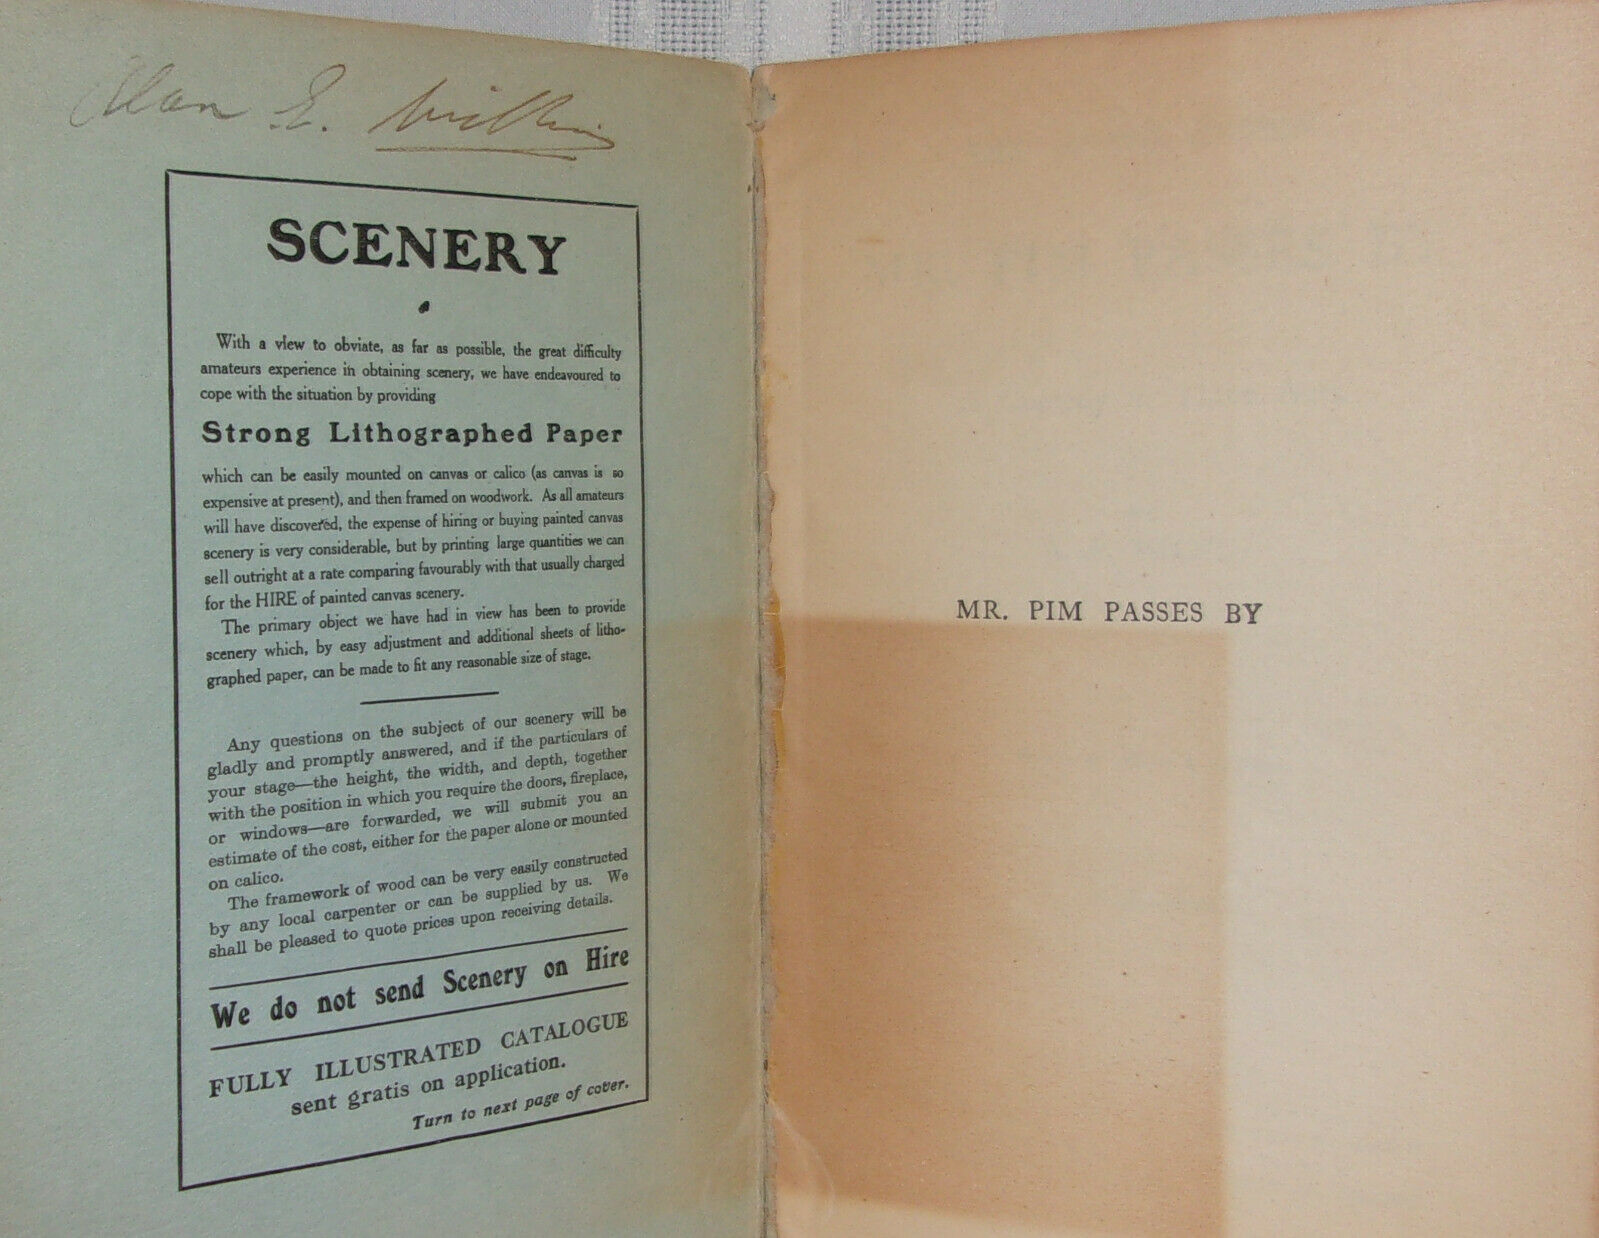 Alan E.
SCENERY
With a view to obviate, as far as possible, the great difficulty
amateurs experience in obtaining scenery, we have endeavoured to
cope with the situation by providing
Strong Lithographed Paper
which can be easily mounted on canvas or calico (as canvas is so
expensive at present), and then framed on woodwork. As all amateurs
will have discovered, the expense of hiring or buying painted canvas
scenery is very considerable, but by printing large quantities we can
sell outright at a rate comparing favourably with that usually charged
for the HIRE of painted canvas scenery.
The primary object we have had in view has been to provide
scenery which, by easy adjustment and additional sheets of litho-
graphed paper, can be made to fit any reasonable size of stage.
Any questions on the subject of our scenery will be
gladly and promptly answered, and if the particulars of
your stage—the height, the width, and depth, together
with the position in which you require the doors, fireplace,
or windows—are forwarded, we will submit you an
estimate of the cost, either for the paper alone or mounted
on calico.
The framework of wood can be very easily constructed
by any local carpenter or can be supplied by us. We
shall be pleased to quote prices upon receiving details.
We do not send Scenery on Hire
FULLY ILLUSTRATED CATALOGUE
sent gratis on application.
Turn to next page of cover.
MR. PIM PASSES BY